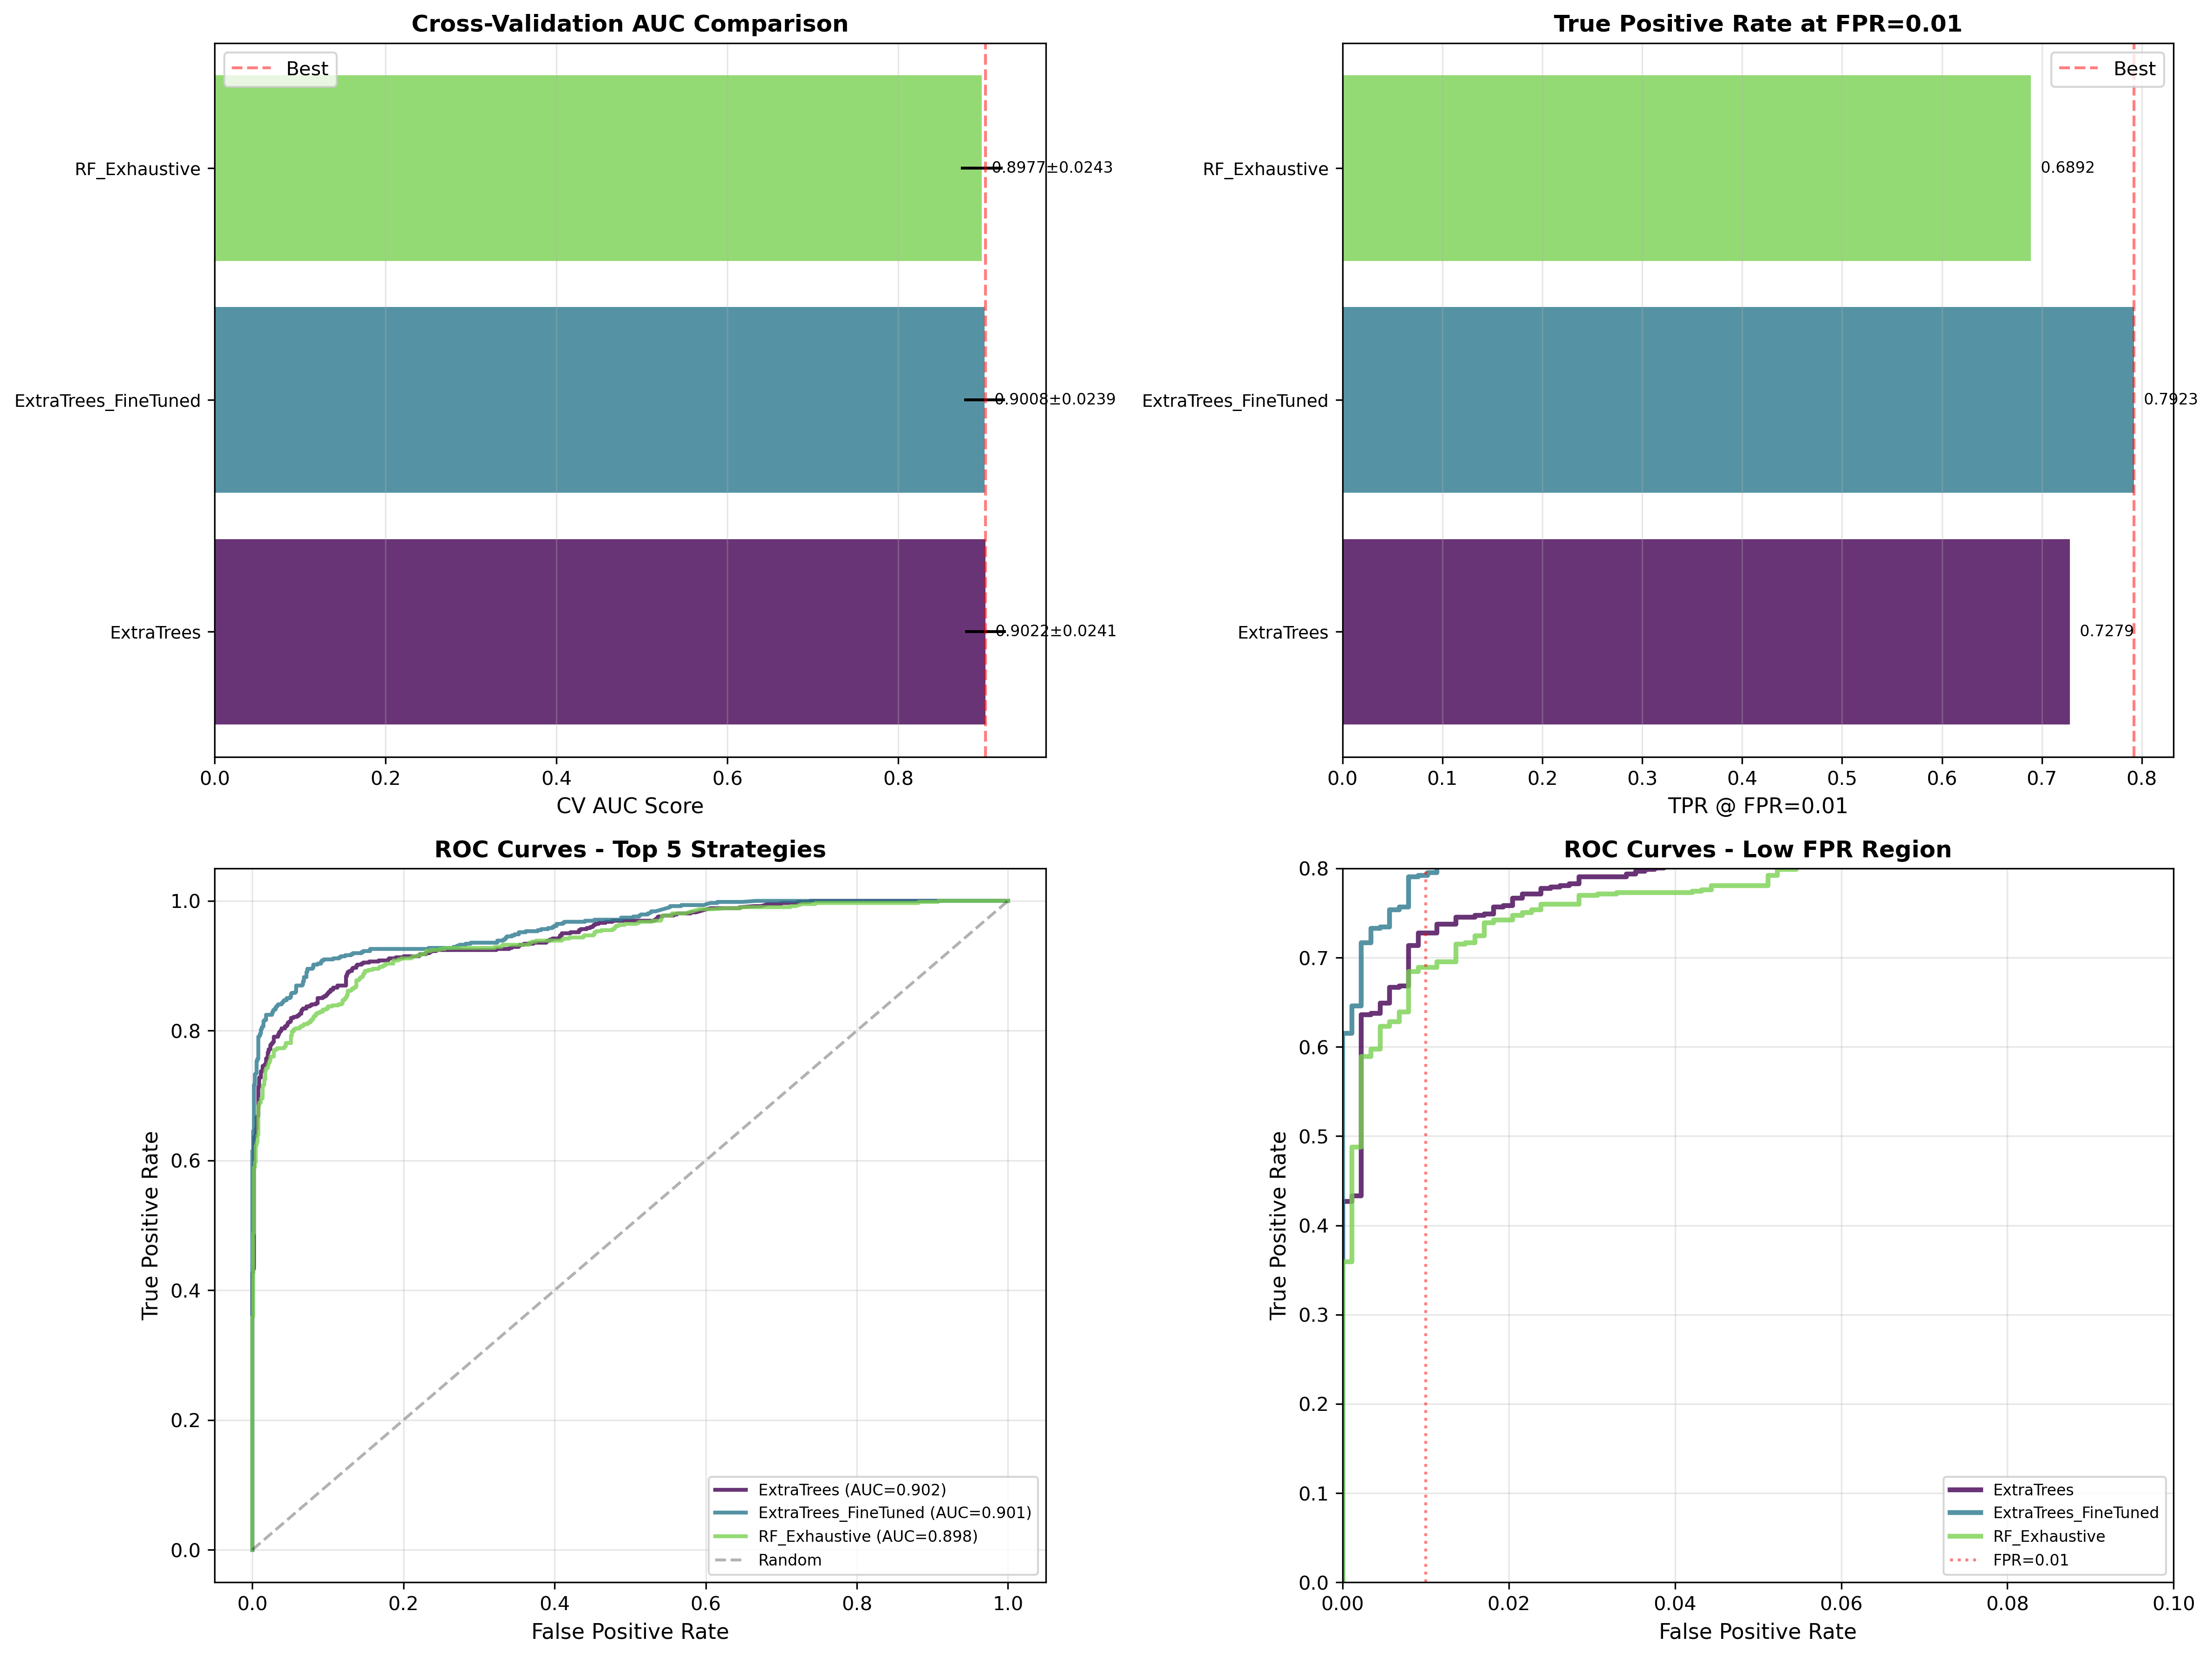 Cross-Validation AUC Comparison
Best
RF_Exhaustive
0.8977±0.0243
ExtraTrees_FineTuned
0.9008±0.0239
ExtraTrees
0.9022±0.0241
0.0 0.2 0.4 0.6 0.8
CV AUC Score
True Positive Rate at FPR=0.01
Best
RF_Exhaustive
0.6892
ExtraTrees_FineTuned
0.7923
ExtraTrees
0.7279
0.0 0.1 0.2 0.3 0.4 0.5 0.6 0.7 0.8
TPR @ FPR=0.01
ROC Curves - Top 5 Strategies
True Positive Rate
1.0
0.8
0.6
0.4
0.2
0.0
ExtraTrees (AUC=0.902)
ExtraTrees_FineTuned (AUC=0.901)
RF_Exhaustive (AUC=0.898)
Random
0.0 0.2 0.4 0.6 0.8 1.0
False Positive Rate
ROC Curves - Low FPR Region
True Positive Rate
0.8
0.7
0.6
0.5
0.4
0.3
0.2
0.1
0.0
ExtraTrees
ExtraTrees_FineTuned
RF_Exhaustive
FPR=0.01
0.00 0.02 0.04 0.06 0.08 0.10
False Positive Rate